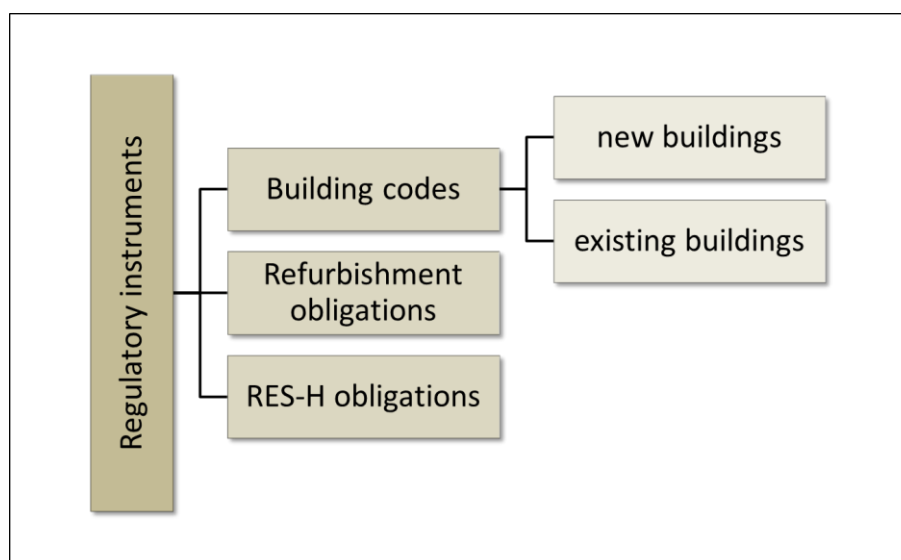 Regulatory instruments
Building codes
Refurbishment
obligations
RES-H obligations
new buildings
existing buildings